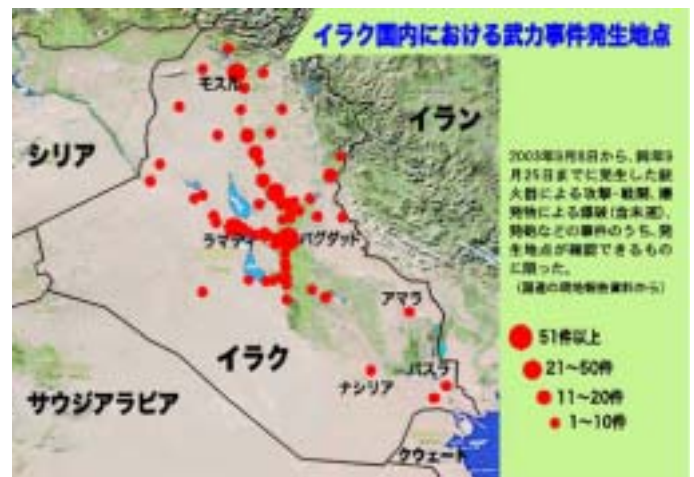 イラク国内における武力事件発生地点
モスル
イラン
シリア
ラマディ
バグダット
アマラ
イラク
バスラ
ナシリア
サウジアラビア
クウェート
2003年9月8日から、同年9
月25日までに発生した銃
火器による攻撃・戦闘、爆
発物による爆破(含未遂)、
発砲などの事件のうち、発
生地点が確認できるもの
に限った。
(国連の現地報告資料から)
51件以上
21～50件
11～20件
1～10件